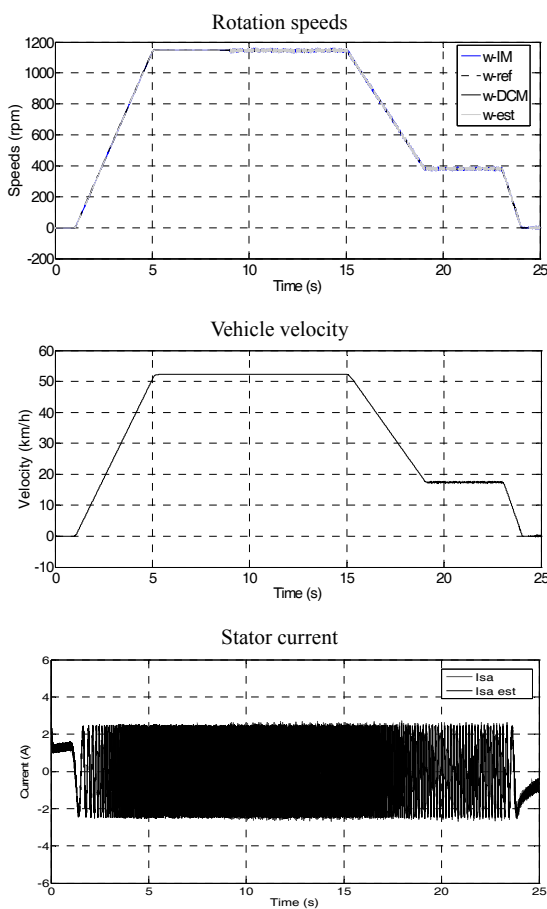 Rotation speeds
1200
1000
800
600
400
200
0
-200
Speeds (rpm)
w-IM
w-ref
w-DCM
w-est
0 5 10 15 20 25
Time (s)
Vehicle velocity
60
50
40
30
20
10
0
-10
Velocity (km/h)
0 5 10 15 20 25
Time (s)
Stator current
6
4
2
0
-2
-4
-6
Current (A)
Isa
Isa est
0 5 10 15 20 25
Time (s)